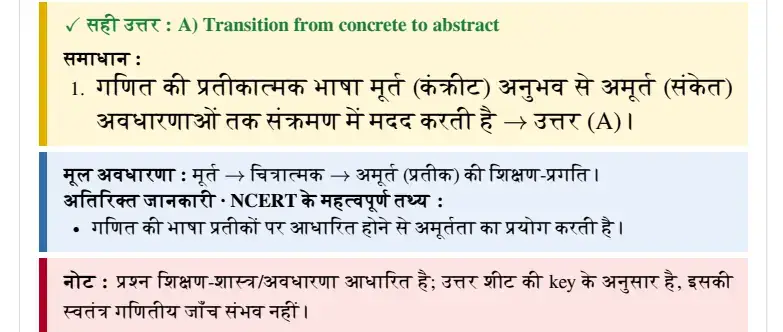 ✓ सही उत्तर : A) Transition from concrete to abstract
समाधान :
1. गणित की प्रतीकात्मक भाषा मूर्त (कंक्रीट) अनुभव से अमूर्त (संकेत)
अवधारणाओं तक संक्रमण में मदद करती है → उत्तर (A)।
मूल अवधारणा : मूर्त → चित्रात्मक → अमूर्त (प्रतीक) की शिक्षण-प्रगति ।
अतिरिक्त जानकारी · NCERT के महत्वपूर्ण तथ्य :
• गणित की भाषा प्रतीकों पर आधारित होने से अमूर्तता का प्रयोग करती है ।
नोट : प्रश्न शिक्षण-शास्त्र/अवधारणा आधारित है; उत्तर शीट की key के अनुसार है, इसकी
स्वतंत्र गणितीय जाँच संभव नहीं ।